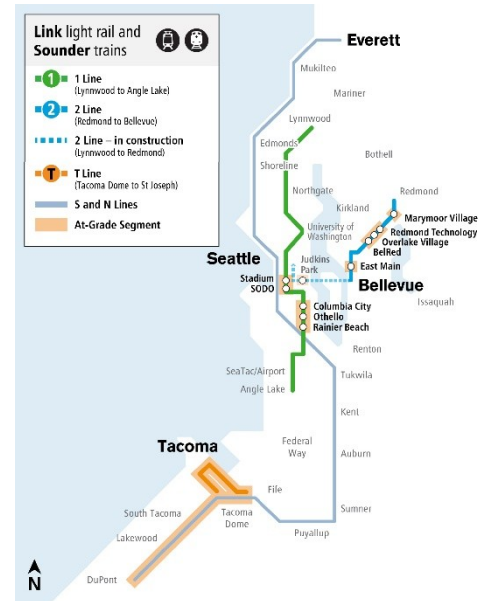 Link light rail and
Sounder trains
1
1 Line
(Lynnwood to Angle Lake)
2
2 Line
(Redmond to Bellevue)
2 Line – in construction
(Lynnwood to Redmond)
T
T Line
(Tacoma Dome to St Joseph)
S and N Lines
At-Grade Segment
Everett
Mukilteo
Mariner
Lynnwood
Edmonds
Bothell
Shoreline
Northgate
Redmond
Kirkland
Marymoor Village
University of
Washington
Redmond Technology
Overlake Village
BelRed
Seattle
Judkins
Park
East Main
Stadium
SODO
Bellevue
Issaquah
Columbia City
Othello
Rainier Beach
Renton
SeaTac/Airport
Tukwila
Angle Lake
Kent
Tacoma
Federal
Way
Auburn
File
South Tacoma
Tacoma
Dome
Sumner
Lakewood
Puyallup
DuPont
N